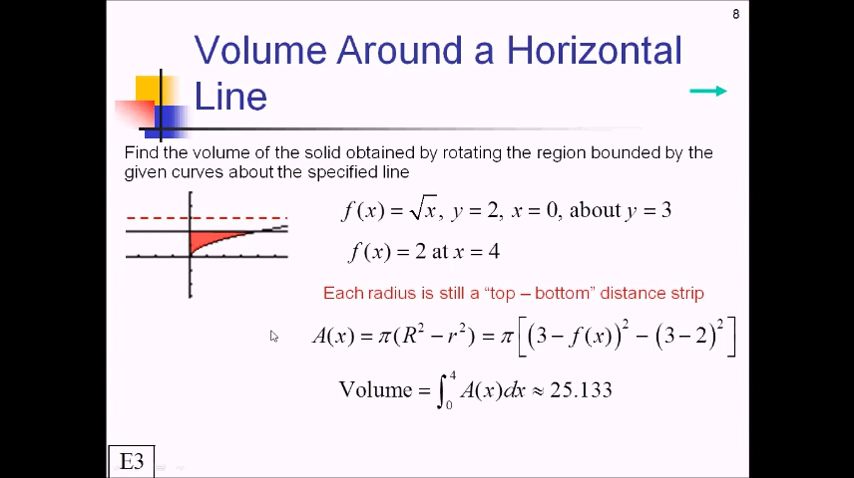 8
Volume Around a Horizontal
Line
Find the volume of the solid obtained by rotating the region bounded by the
given curves about the specified line
f(x) = √x, y = 2, x = 0, about y = 3
f(x) = 2 at x = 4
Each radius is still a “top – bottom” distance strip
A(x) = π(R² − r²) = π[(3 − f(x))² − (3 − 2)²]
Volume = ∫₀⁴ A(x)dx ≈ 25.133
E3